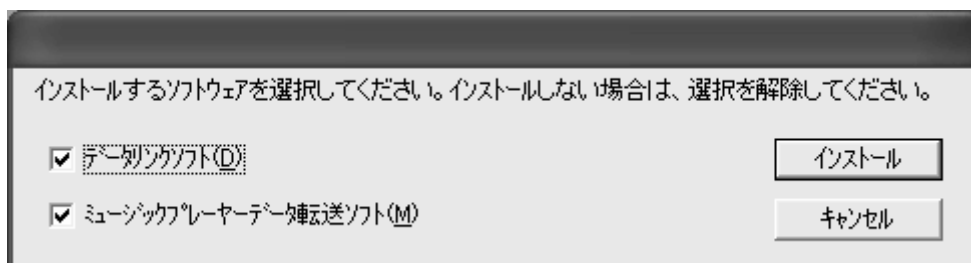 インストールするソフトウェアを選択してください。インストールしない場合は、選択を解除してください。
データリンクソフト(D)
インストール
ミュージックプレーヤーデータ転送ソフト(M)
キャンセル